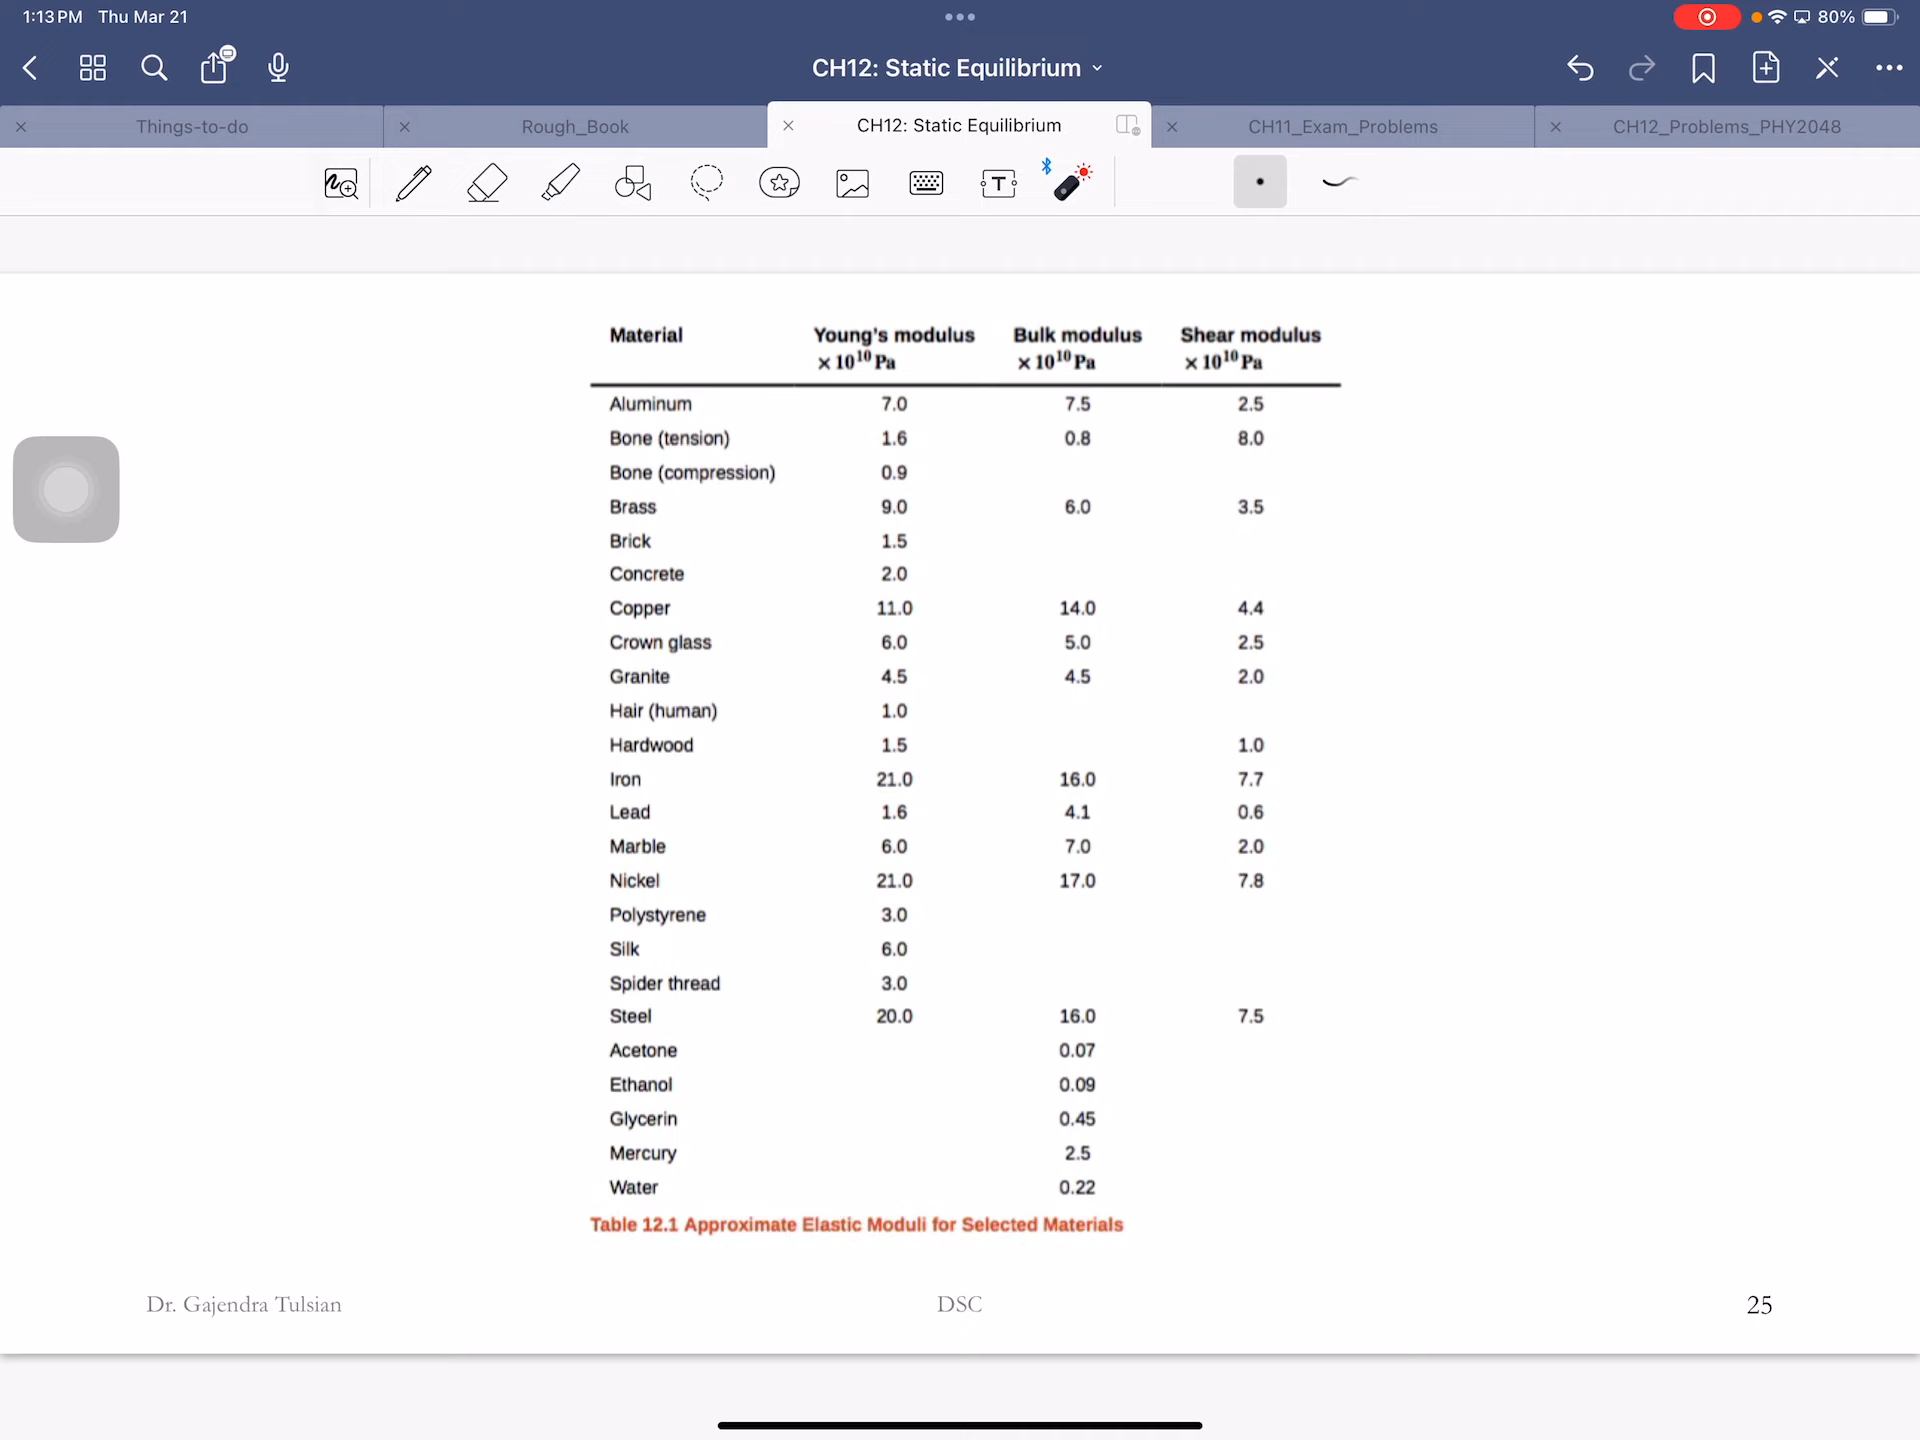 1:13 PM Thu Mar 21
80%
CH12: Static Equilibrium
Things-to-do
Rough_Book
CH12: Static Equilibrium
CH11_Exam_Problems
CH12_Problems_PHY2048
T
Material Young's modulus Bulk modulus Shear modulus
× 10¹⁰ Pa × 10¹⁰ Pa × 10¹⁰ Pa
Aluminum 7.0 7.5 2.5
Bone (tension) 1.6 0.8 8.0
Bone (compression) 0.9
Brass 9.0 6.0 3.5
Brick 1.5
Concrete 2.0
Copper 11.0 14.0 4.4
Crown glass 6.0 5.0 2.5
Granite 4.5 4.5 2.0
Hair (human) 1.0
Hardwood 1.5 1.0
Iron 21.0 16.0 7.7
Lead 1.6 4.1 0.6
Marble 6.0 7.0 2.0
Nickel 21.0 17.0 7.8
Polystyrene 3.0
Silk 6.0
Spider thread 3.0
Steel 20.0 16.0 7.5
Acetone 0.07
Ethanol 0.09
Glycerin 0.45
Mercury 2.5
Water 0.22
Table 12.1 Approximate Elastic Moduli for Selected Materials
Dr. Gajendra Tulsian DSC 25